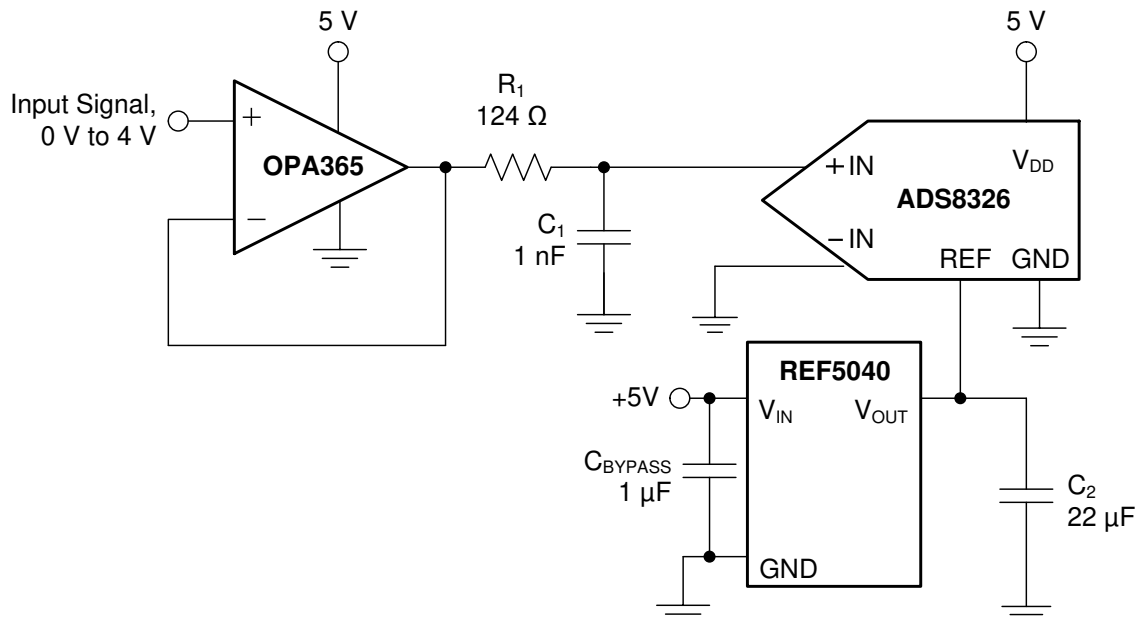 5 V
5 V
Input Signal,
0 V to 4 V
+
OPA365
−
R1
124 Ω
C1
1 nF
+IN
VDD
ADS8326
−IN
REF
GND
REF5040
+5V
VIN
VOUT
CBYPASS
1 µF
GND
C2
22 µF